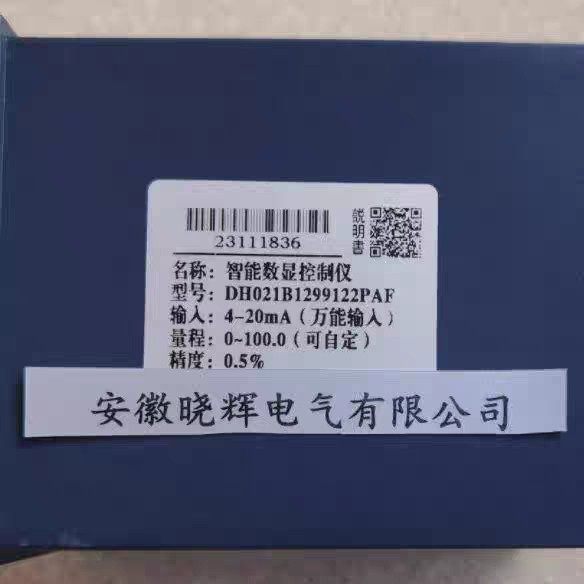 説明書
23111836
名称：智能数显控制仪
型号：DH021B1299122PAF
输入：4-20mA（万能输入）
量程：0~100.0（可自定）
精度：0.5%
安徽晓辉电气有限公司